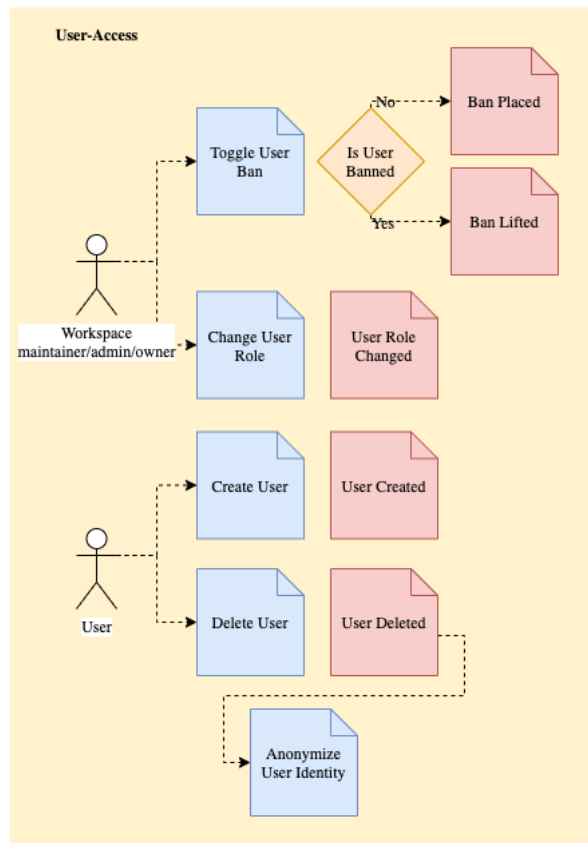 User-Access
Toggle User
Ban
Is User
Banned
No
Ban Placed
Yes
Ban Lifted
Workspace
maintainer/admin/owner
Change User
Role
User Role
Changed
User
Create User
User Created
Delete User
User Deleted
Anonymize
User Identity